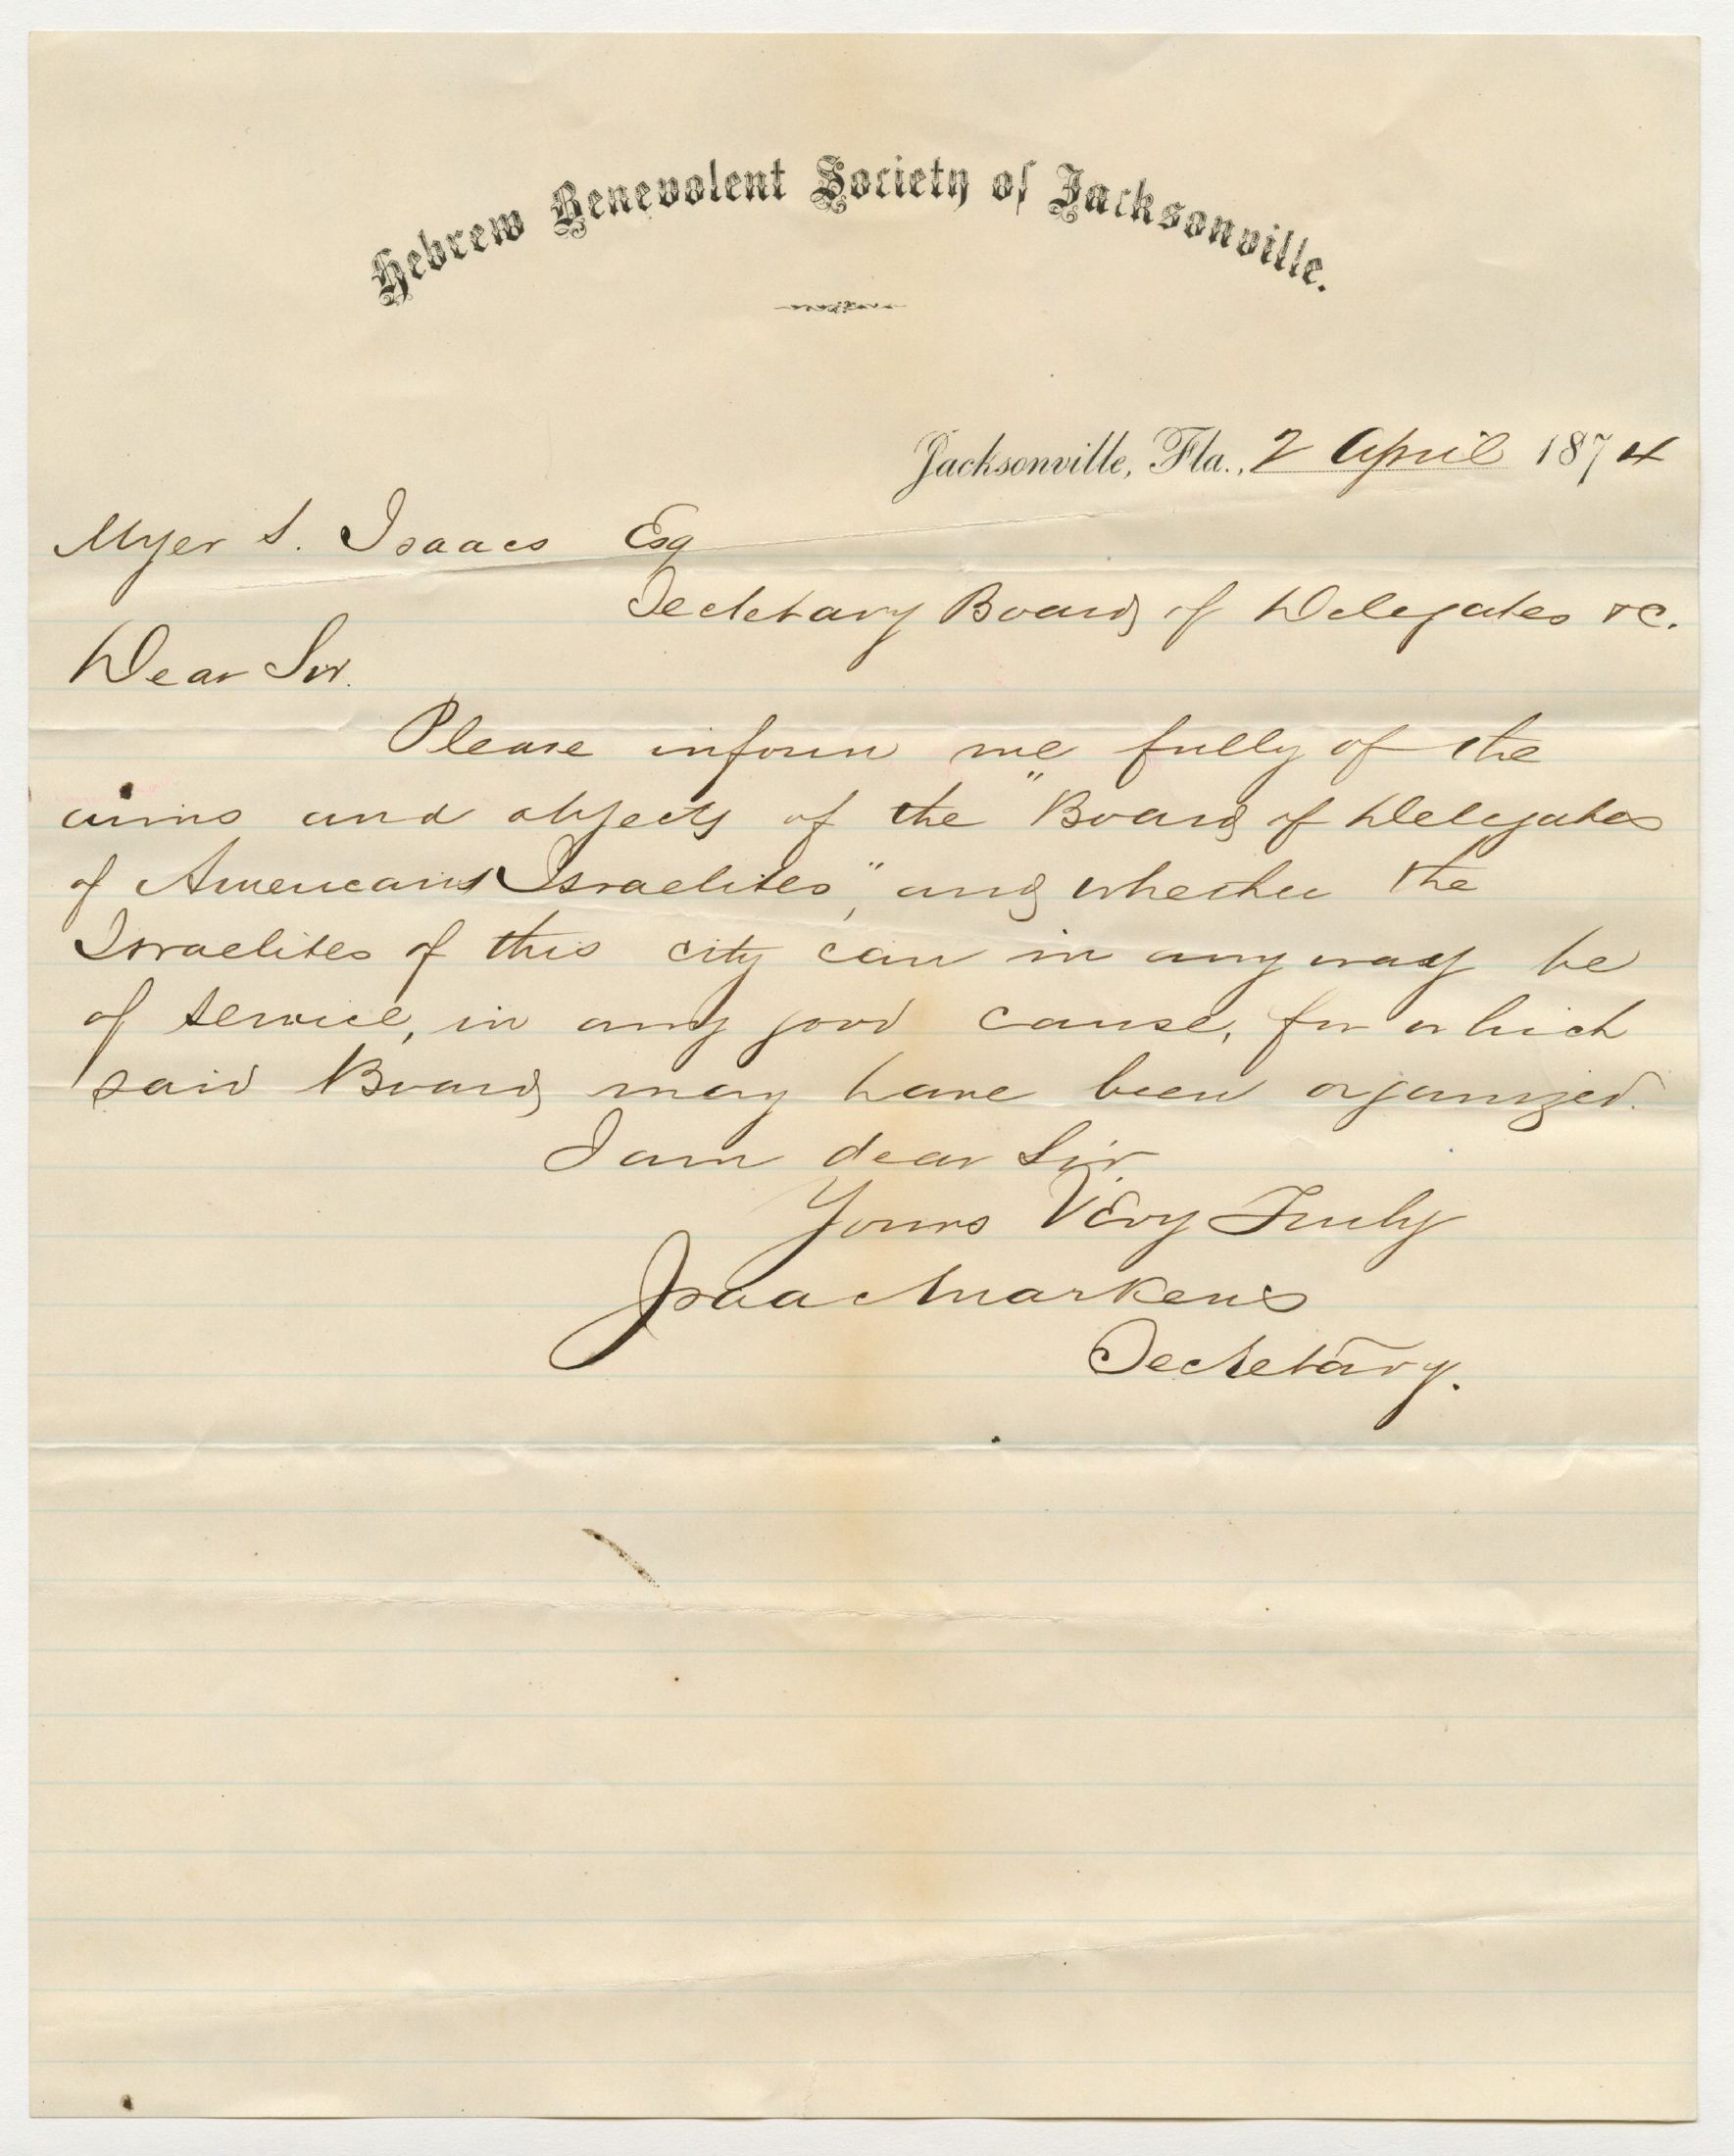 Hebrew Benevolent Society of Jacksonville.
Jacksonville, Fla., 2 April 1874
Myer S. Isaacs Esq
Secretary Board of Delegates &c.
Dear Sir.
Please inform me fully of the
aims and objects of the "Board of Delegates
of American Israelites", and whether the
Israelites of this city can in any way be
of service, in any good cause, for which
said Board may have been organized.
I am dear Sir.
Yours Very Truly
Isaac Markens
Secretary.